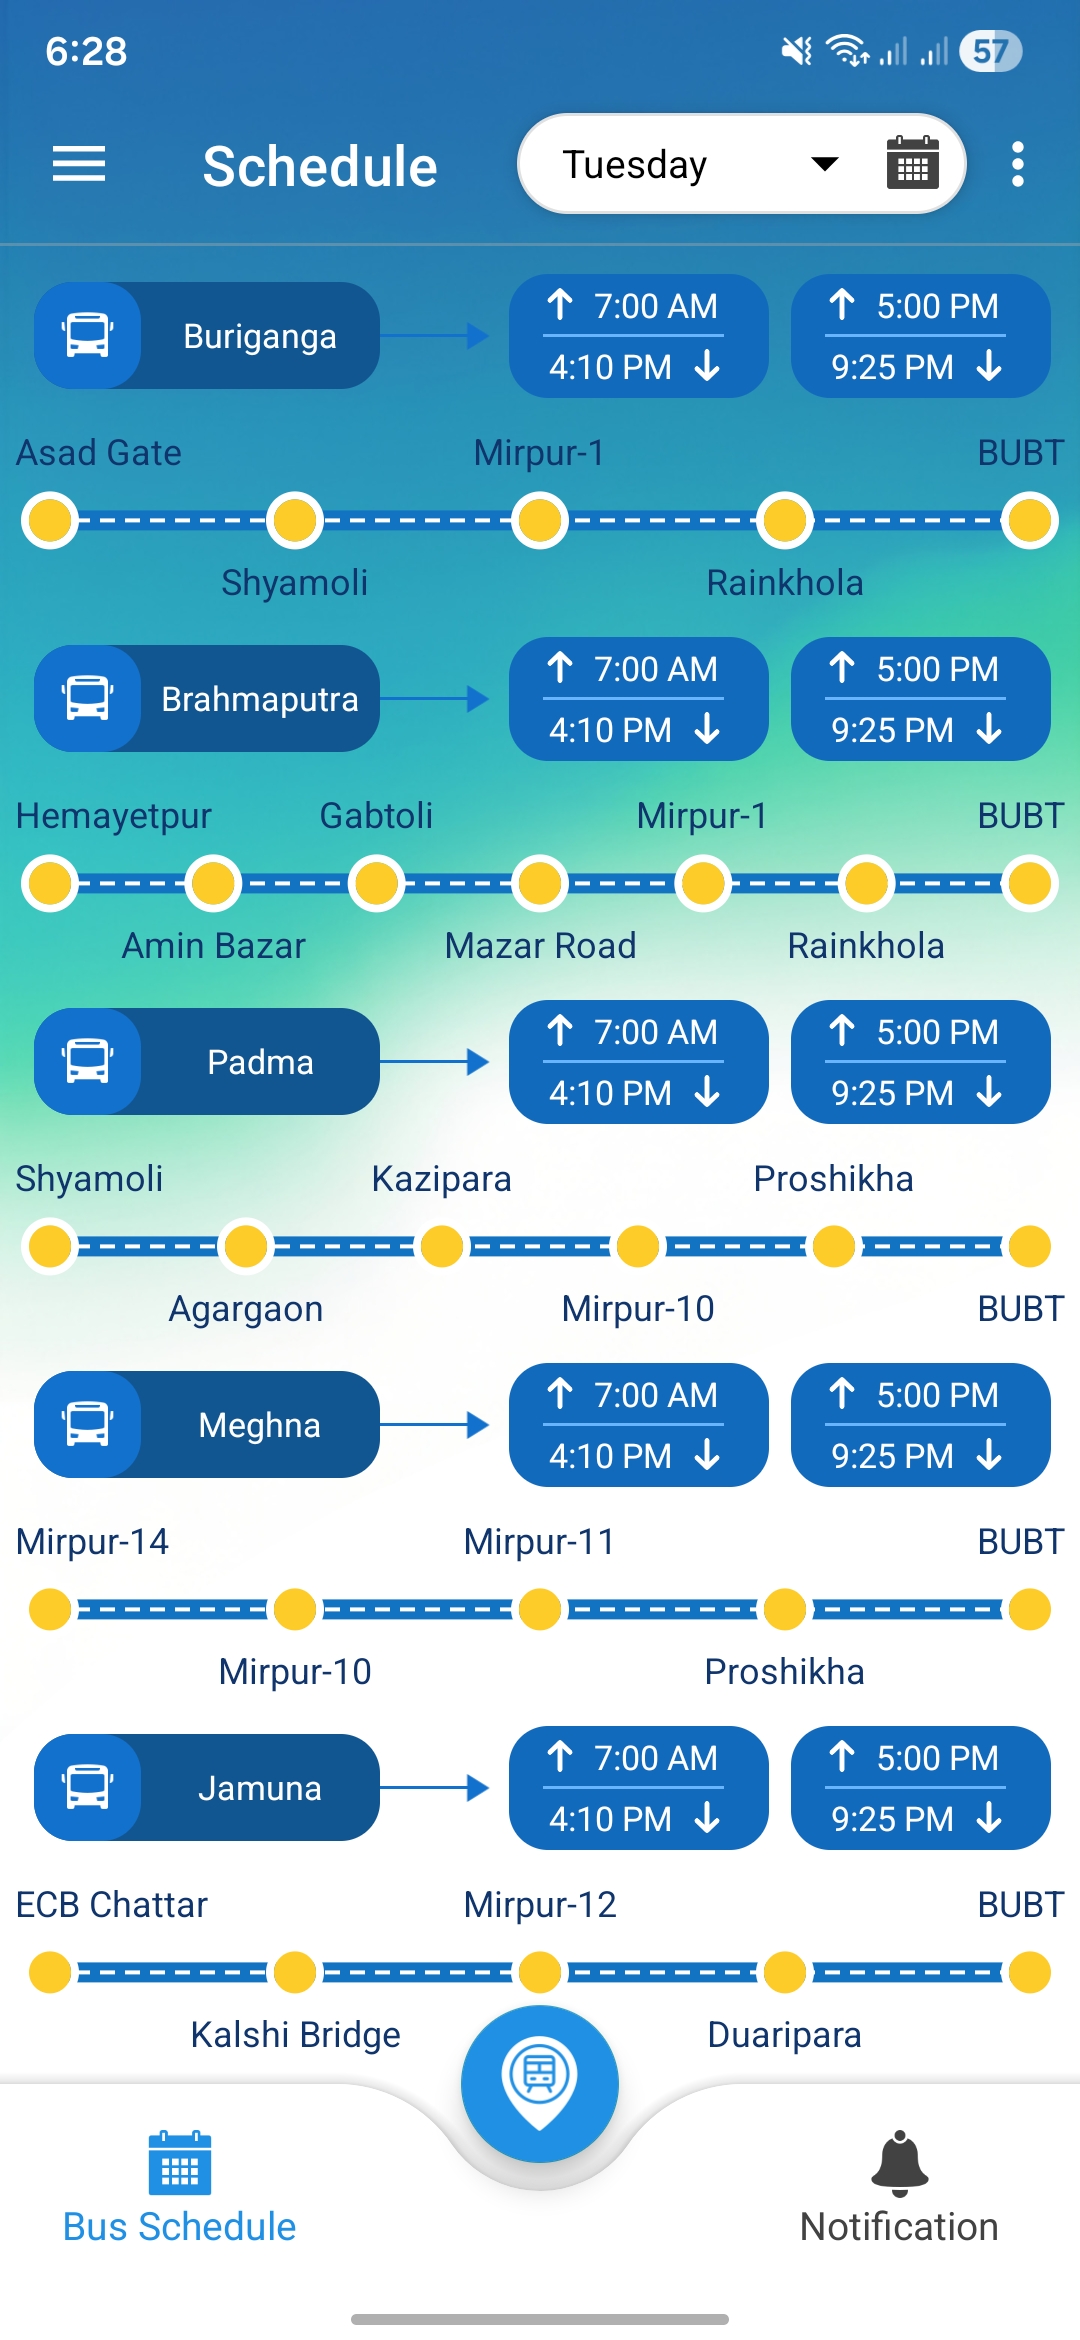 6:28
57
Schedule
Tuesday
Buriganga
7:00 AM
4:10 PM
5:00 PM
9:25 PM
Asad Gate Mirpur-1 BUBT
Shyamoli Rainkhola
Brahmaputra
7:00 AM
4:10 PM
5:00 PM
9:25 PM
Hemayetpur Gabtoli Mirpur-1 BUBT
Amin Bazar Mazar Road Rainkhola
Padma
7:00 AM
4:10 PM
5:00 PM
9:25 PM
Shyamoli Kazipara Proshikha
Agargaon Mirpur-10 BUBT
Meghna
7:00 AM
4:10 PM
5:00 PM
9:25 PM
Mirpur-14 Mirpur-11 BUBT
Mirpur-10 Proshikha
Jamuna
7:00 AM
4:10 PM
5:00 PM
9:25 PM
ECB Chattar Mirpur-12 BUBT
Kalshi Bridge Duaripara
Bus Schedule
Notification